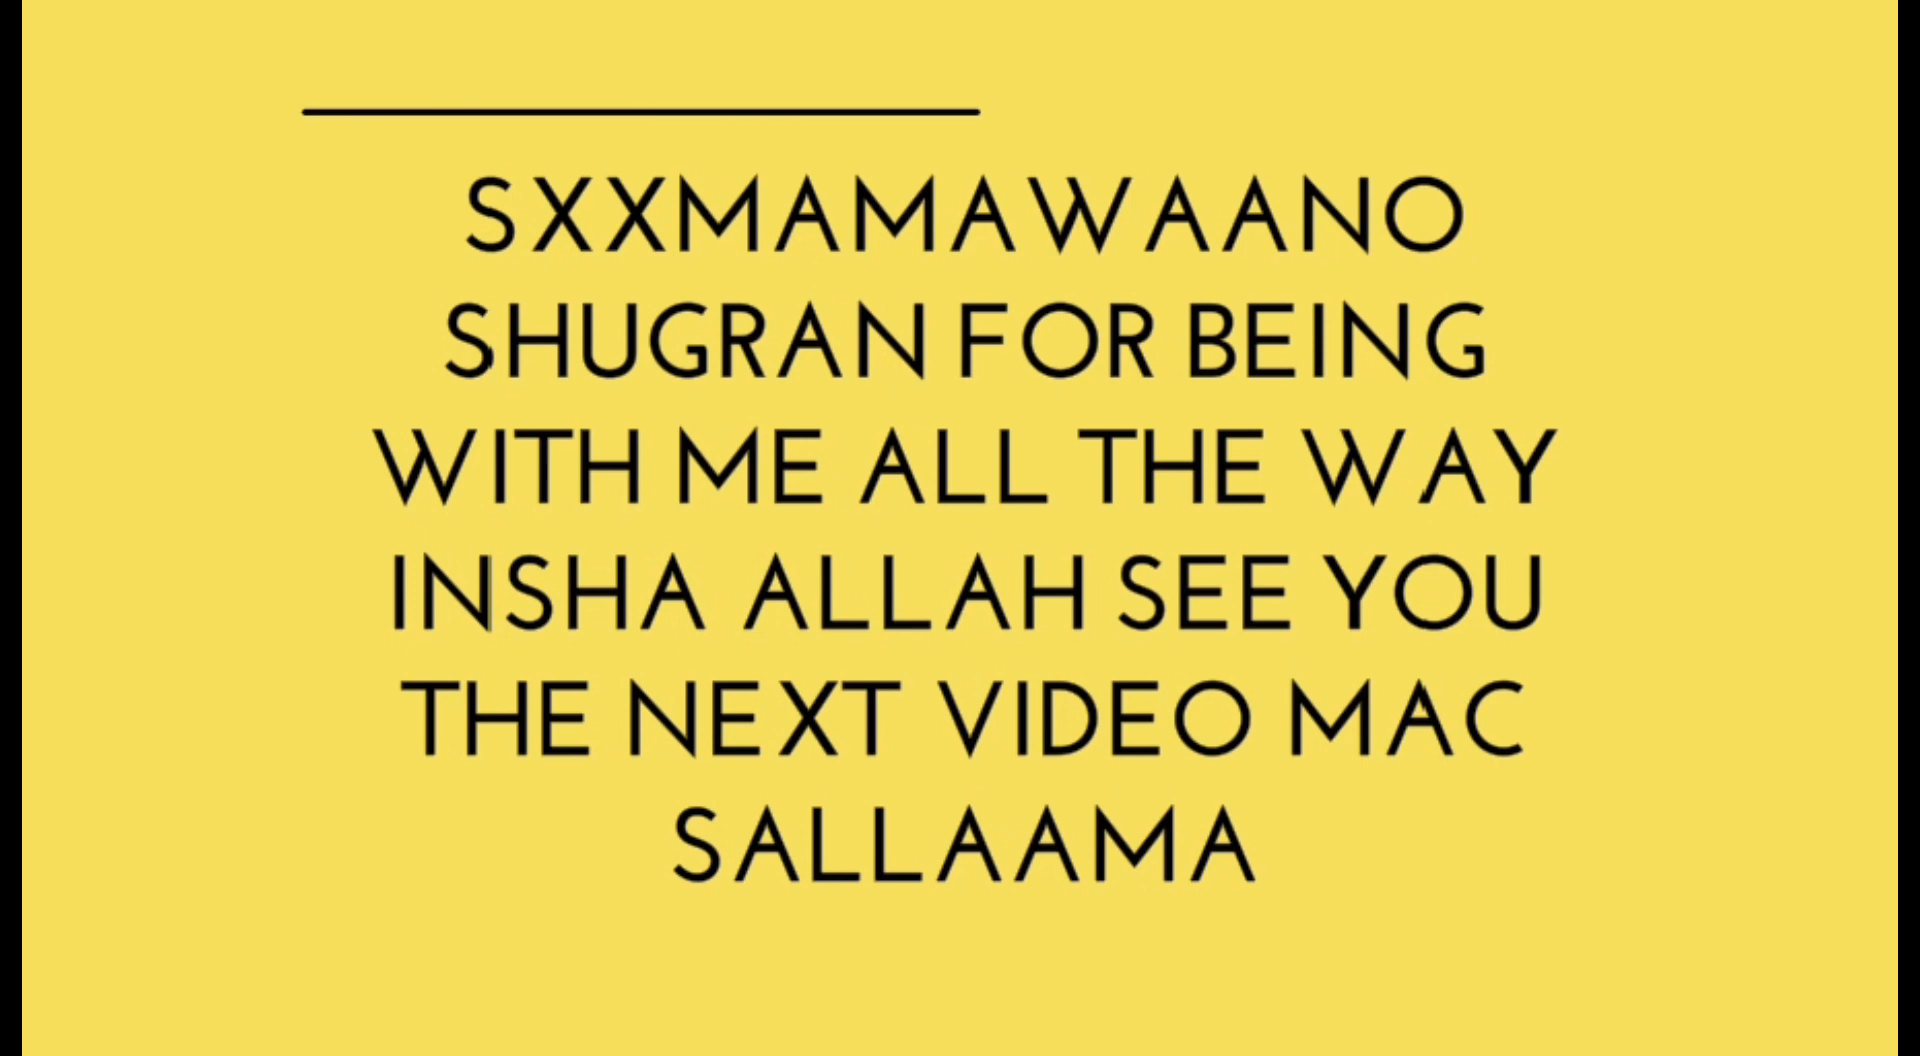 SXXMAMAWAANO
SHUGRAN FOR BEING
WITH ME ALL THE WAY
INSHA ALLAH SEE YOU
THE NEXT VIDEO MAC
SALLAAMA